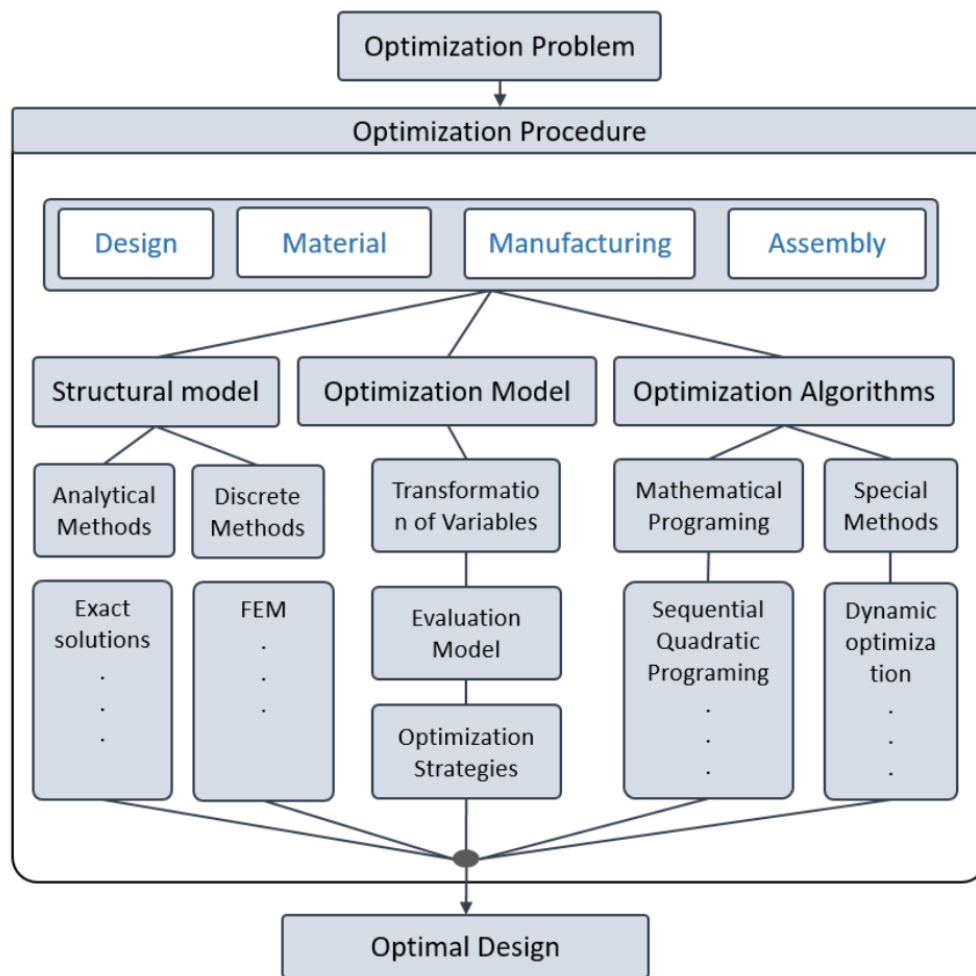 Optimization Problem
Optimization Procedure
Design
Material
Manufacturing
Assembly
Structural model
Optimization Model
Optimization Algorithms
Analytical
Methods
Discrete
Methods
Transformatio
n of Variables
Mathematical
Programing
Special
Methods
Exact
solutions
.
.
.
FEM
.
.
.
Evaluation
Model
Optimization
Strategies
Sequential
Quadratic
Programing
.
.
.
Dynamic
optimiza
tion
.
.
.
Optimal Design